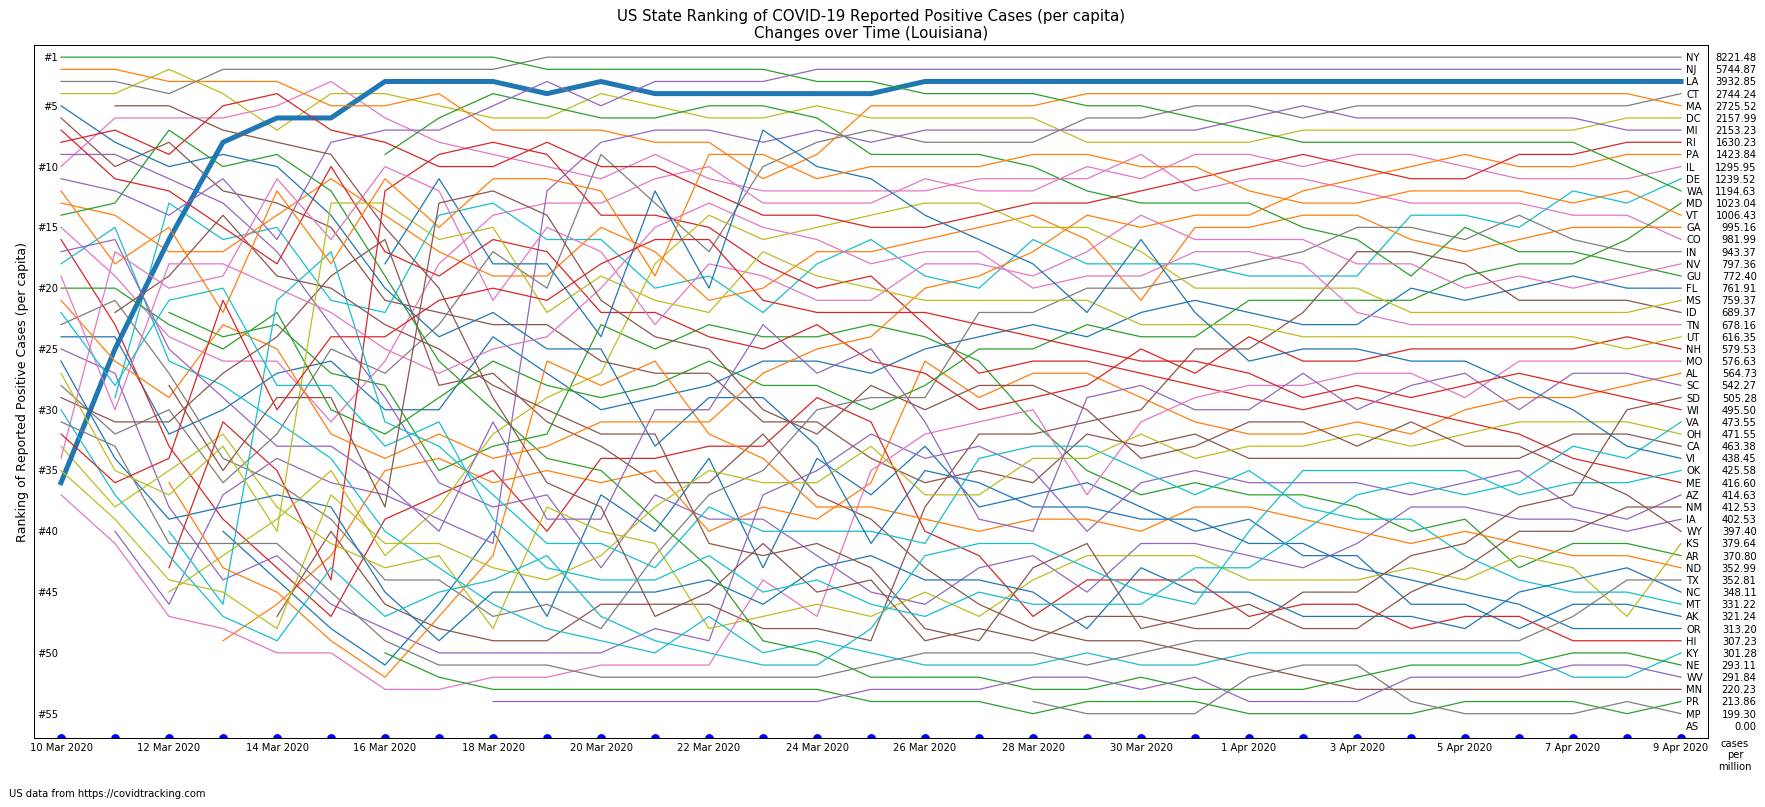 US State Ranking of COVID-19 Reported Positive Cases (per capita)
Changes over Time (Louisiana)
Ranking of Reported Positive Cases (per capita)
#1
#5
#10
#15
#20
#25
#30
#35
#40
#45
#50
#55
NY 8221.48
NJ 5744.87
LA 3932.85
CT 2744.24
MA 2725.52
DC 2157.99
MI 2153.23
RI 1630.23
PA 1423.84
IL 1295.95
DE 1239.52
WA 1194.63
MD 1023.04
VT 1006.43
GA 995.16
CO 981.99
IN 943.37
NV 797.36
GU 772.40
FL 761.91
MS 759.37
ID 689.37
TN 678.16
UT 616.35
NH 579.53
MO 576.63
AL 564.73
SC 542.27
SD 505.28
WI 495.50
VA 473.55
OH 471.55
CA 463.38
VI 438.45
OK 425.58
ME 416.60
AZ 414.63
NM 412.53
IA 402.53
WY 397.40
KS 379.64
AR 370.80
ND 352.99
TX 352.81
NC 348.11
MT 331.22
AK 321.24
OR 313.20
HI 307.23
KY 301.28
NE 293.11
WV 291.84
MN 220.23
PR 213.86
MP 199.30
AS 0.00
10 Mar 2020 12 Mar 2020 14 Mar 2020 16 Mar 2020 18 Mar 2020 20 Mar 2020 22 Mar 2020 24 Mar 2020 26 Mar 2020 28 Mar 2020 30 Mar 2020 1 Apr 2020 3 Apr 2020 5 Apr 2020 7 Apr 2020 9 Apr 2020
cases
per
million
US data from https://covidtracking.com